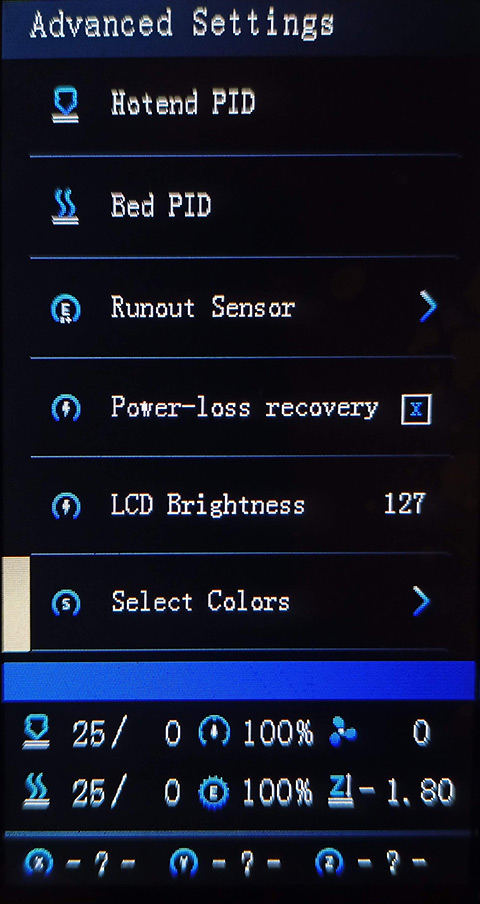 Advanced Settings
Hotend PID
Bed PID
Runout Sensor
Power-loss recovery X
LCD Brightness 127
Select Colors
25/ 0 100% 0
25/ 0 E 100% Z -1.80
X -?- Y -?- Z -?-